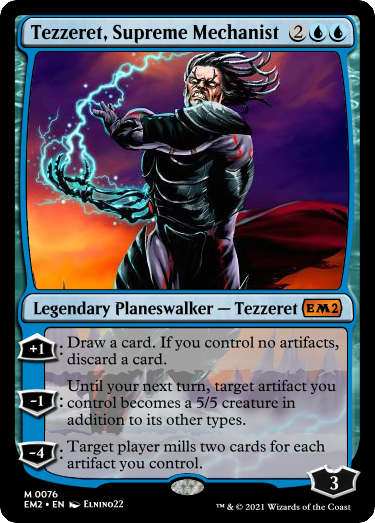 Tezzeret, Supreme Mechanist 2
Legendary Planeswalker — Tezzeret EM2
+1: Draw a card. If you control no artifacts,
discard a card.
-1: Until your next turn, target artifact you
control becomes a 5/5 creature in
addition to its other types.
-4: Target player mills two cards for each
artifact you control.
3
M 0076
EM2 • EN Elnino22
™ & © 2021 Wizards of the Coast